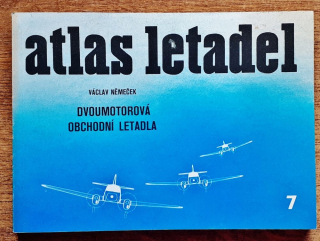 atlas letadel
VÁCLAV NĚMEČEK
DVOUMOTOROVÁ
OBCHODNÍ LETADLA
7